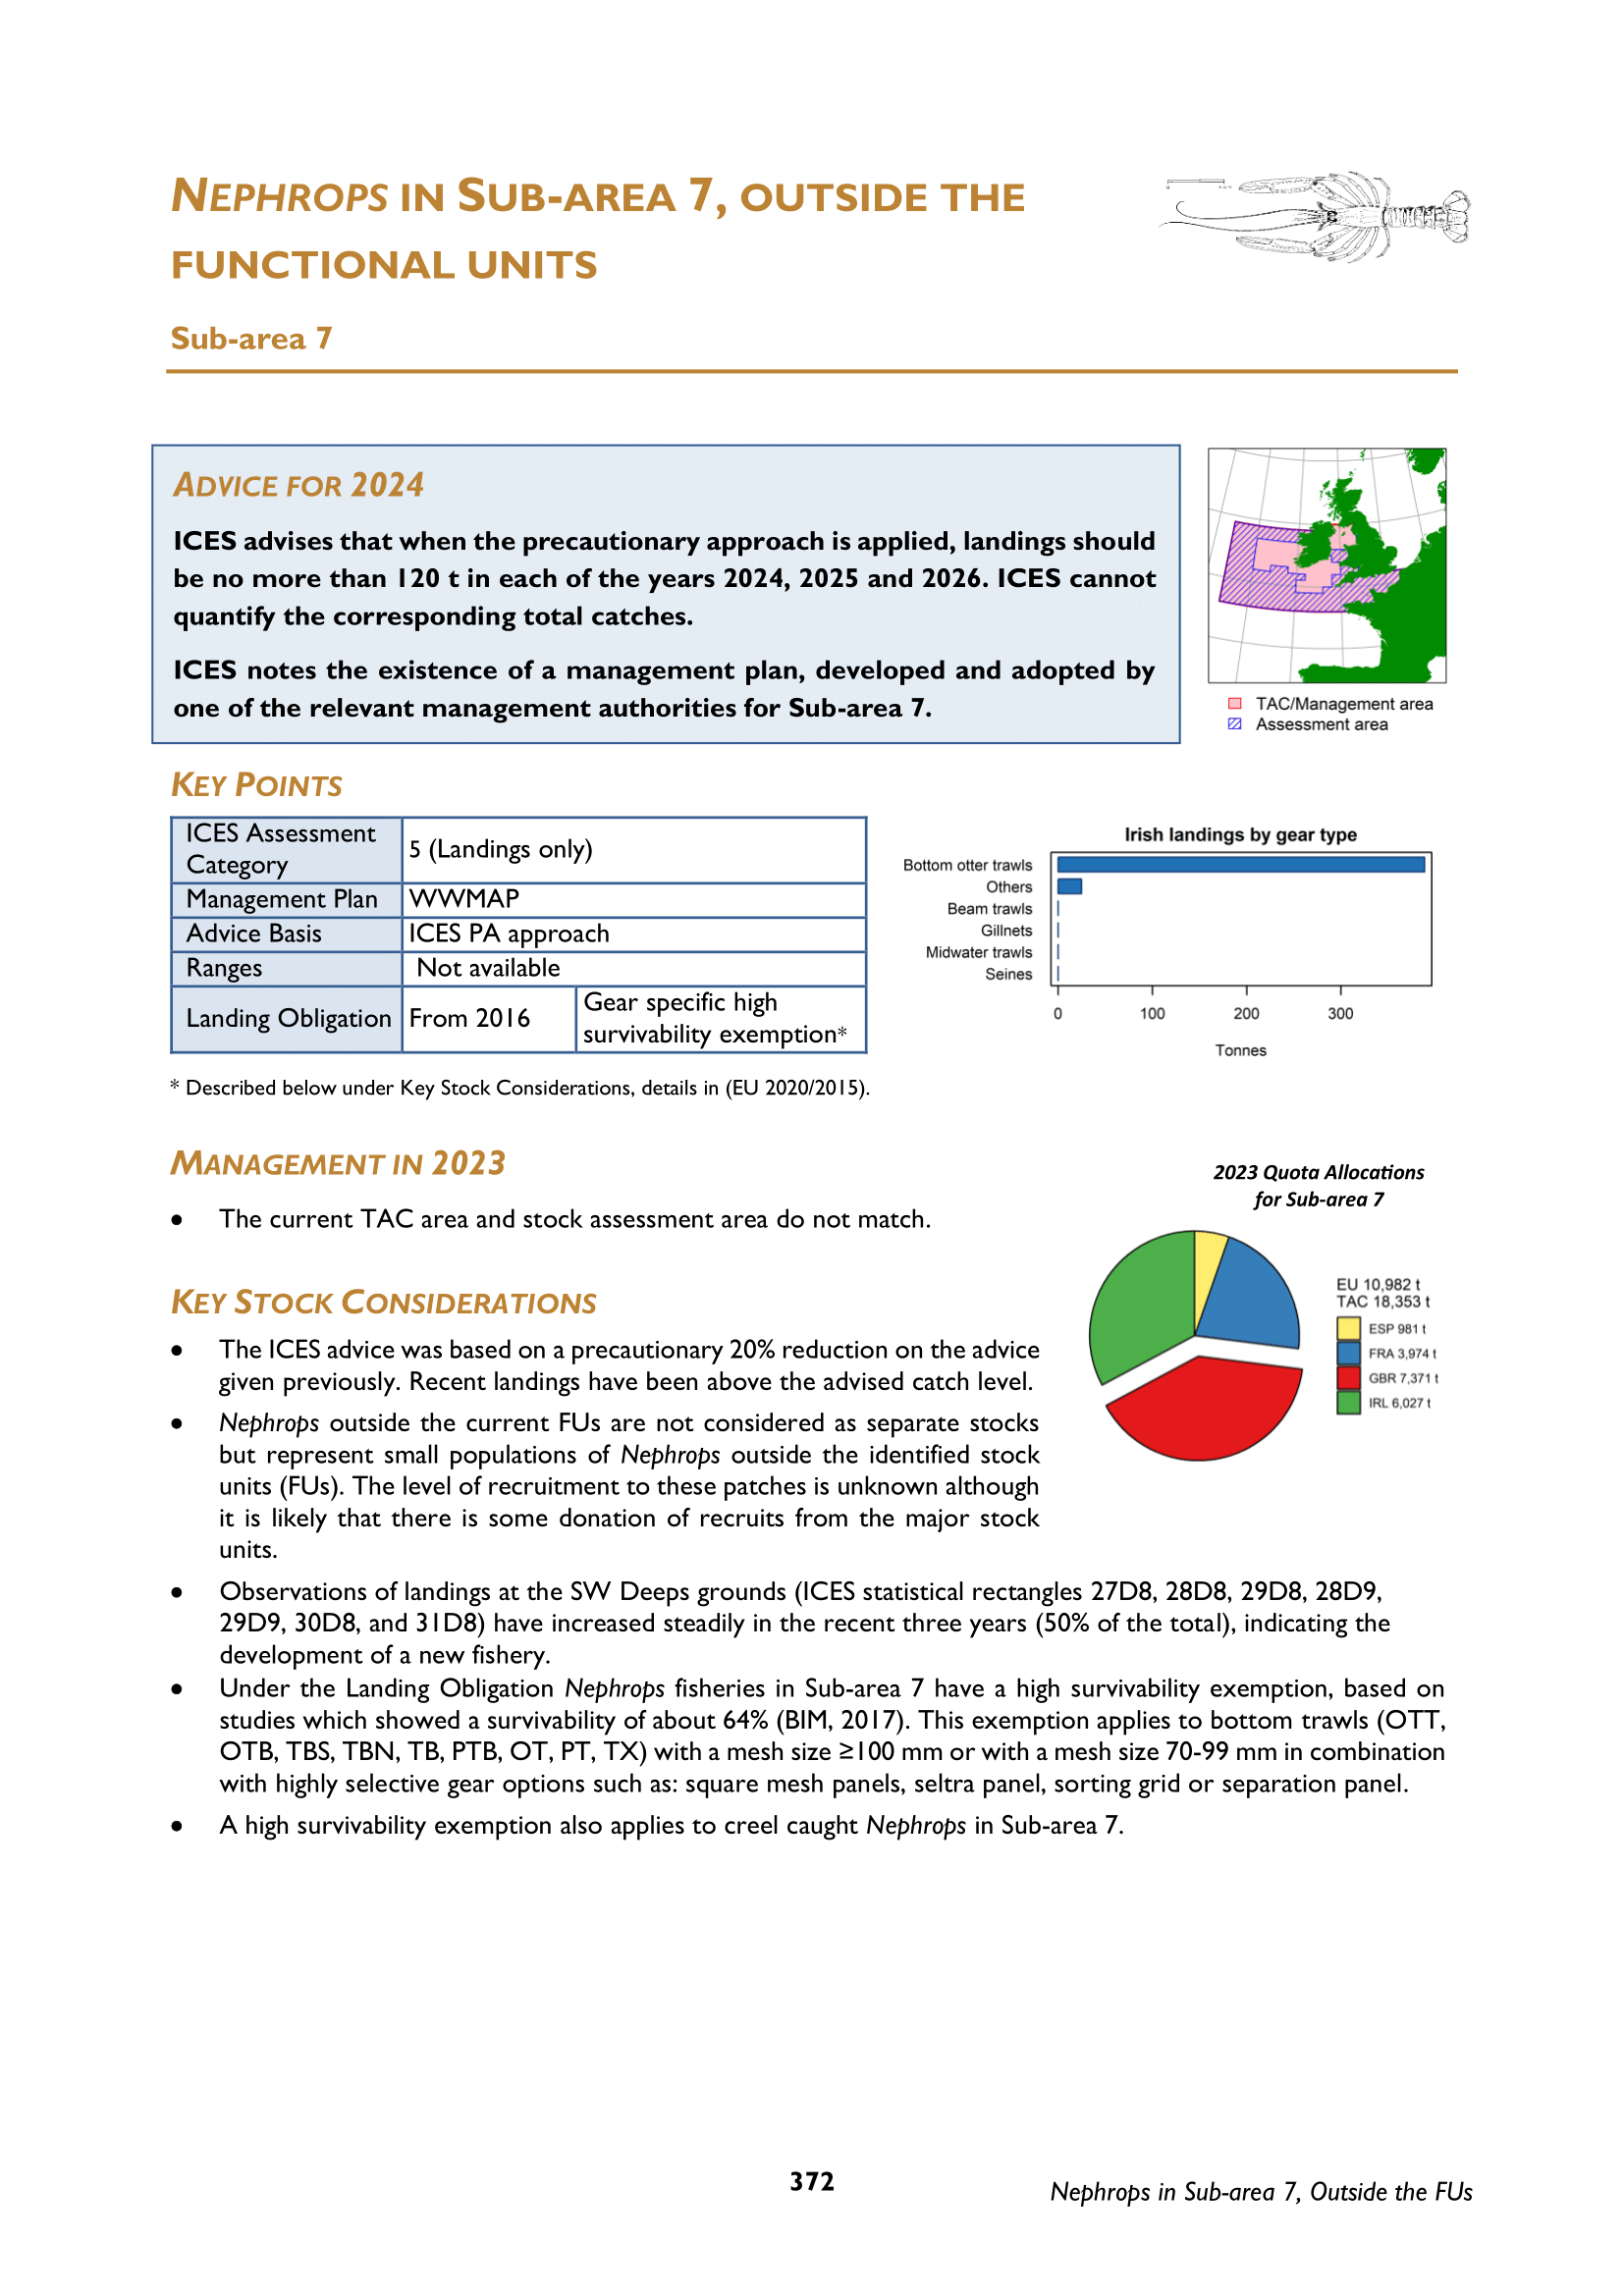 NEPHROPS IN SUB-AREA 7, OUTSIDE THE
FUNCTIONAL UNITS
Sub-area 7
ADVICE FOR 2024
ICES advises that when the precautionary approach is applied, landings should
be no more than 120 t in each of the years 2024, 2025 and 2026. ICES cannot
quantify the corresponding total catches.
ICES notes the existence of a management plan, developed and adopted by
one of the relevant management authorities for Sub-area 7.
TAC/Management area
Assessment area
KEY POINTS
ICES Assessment
Category
5 (Landings only)
Management Plan
WWMAP
Advice Basis
ICES PA approach
Ranges
Not available
Landing Obligation
From 2016
Gear specific high
survivability exemption*
* Described below under Key Stock Considerations, details in (EU 2020/2015).
Irish landings by gear type
Bottom otter trawls
Others
Beam trawls
Gillnets
Midwater trawls
Seines
0 100 200 300
Tonnes
MANAGEMENT IN 2023
• The current TAC area and stock assessment area do not match.
2023 Quota Allocations
for Sub-area 7
EU 10,982 t
TAC 18,353 t
ESP 981 t
FRA 3,974 t
GBR 7,371 t
IRL 6,027 t
KEY STOCK CONSIDERATIONS
• The ICES advice was based on a precautionary 20% reduction on the advice
given previously. Recent landings have been above the advised catch level.
• Nephrops outside the current FUs are not considered as separate stocks
but represent small populations of Nephrops outside the identified stock
units (FUs). The level of recruitment to these patches is unknown although
it is likely that there is some donation of recruits from the major stock
units.
• Observations of landings at the SW Deeps grounds (ICES statistical rectangles 27D8, 28D8, 29D8, 28D9,
29D9, 30D8, and 31D8) have increased steadily in the recent three years (50% of the total), indicating the
development of a new fishery.
• Under the Landing Obligation Nephrops fisheries in Sub-area 7 have a high survivability exemption, based on
studies which showed a survivability of about 64% (BIM, 2017). This exemption applies to bottom trawls (OTT,
OTB, TBS, TBN, TB, PTB, OT, PT, TX) with a mesh size ≥100 mm or with a mesh size 70-99 mm in combination
with highly selective gear options such as: square mesh panels, seltra panel, sorting grid or separation panel.
• A high survivability exemption also applies to creel caught Nephrops in Sub-area 7.
372
Nephrops in Sub-area 7, Outside the FUs